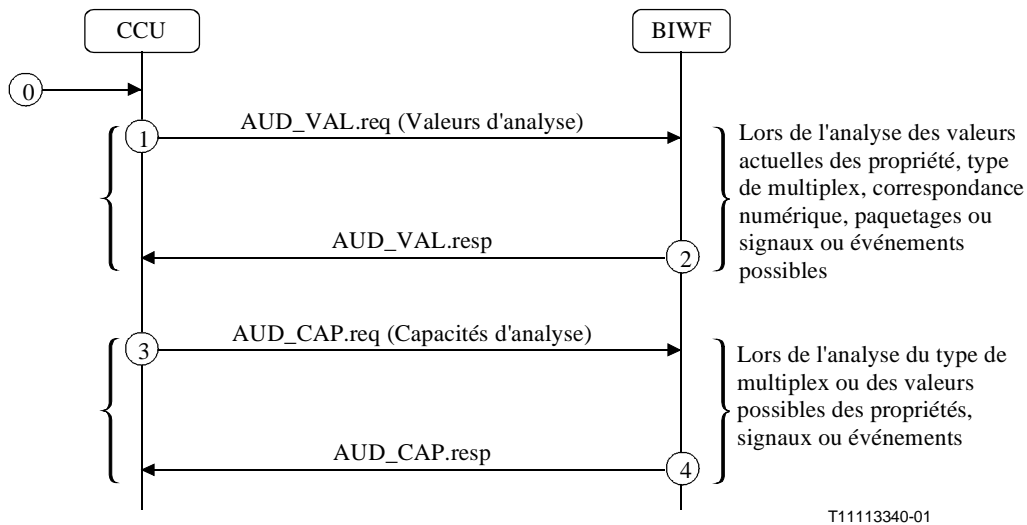 CCU
BIWF
0
1
AUD_VAL.req (Valeurs d'analyse)
Lors de l'analyse des valeurs
actuelles des propriété, type
de multiplex, correspondance
numérique, paquetages ou
signaux ou événements
possibles
AUD_VAL.resp
2
3
AUD_CAP.req (Capacités d'analyse)
Lors de l'analyse du type de
multiplex ou des valeurs
possibles des propriétés,
signaux ou événements
AUD_CAP.resp
4
T11113340-01